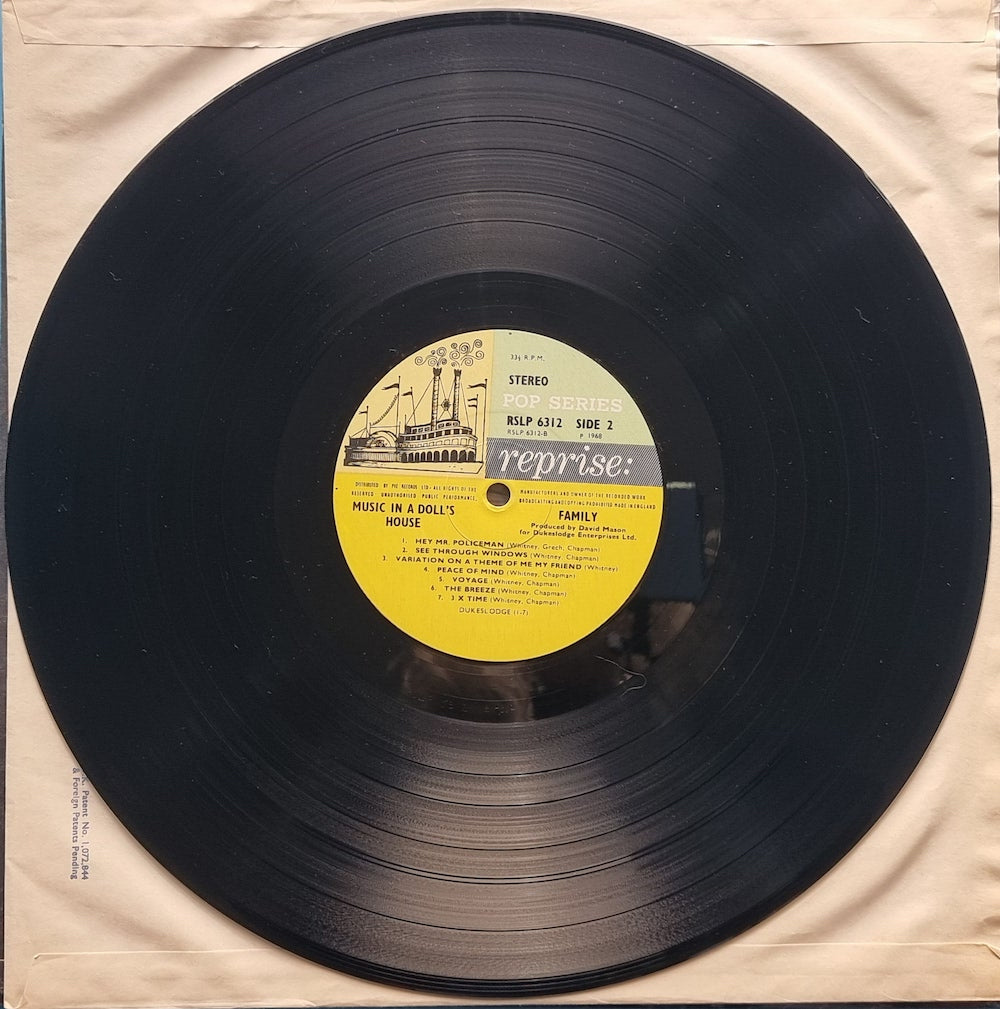 33⅓ R.P.M.
STEREO
POP SERIES
RSLP 6312 SIDE 2
RSLP 6312-B P 1968
reprise:
DISTRIBUTED BY PYE RECORDS LTD · ALL RIGHTS OF THE MANUFACTURERS AND OWNER OF THE RECORDED WORK
RESERVED UNAUTHORISED PUBLIC PERFORMANCE, BROADCASTING AND COPYING PROHIBITED MADE IN ENGLAND
MUSIC IN A DOLL'S
HOUSE
FAMILY
Produced by David Mason
for Dukeslodge Enterprises Ltd.
1. HEY MR. POLICEMAN (Whitney, Grech, Chapman)
2. SEE THROUGH WINDOWS (Whitney, Chapman)
3. VARIATION ON A THEME OF ME MY FRIEND (Whitney)
4. PEACE OF MIND (Whitney, Chapman)
5. VOYAGE (Whitney, Chapman)
6. THE BREEZE (Whitney, Chapman)
7. 3 X TIME (Whitney, Chapman)
DUKESLODGE (1-7)
Patent No. 1,072,844
& Foreign Patents Pending